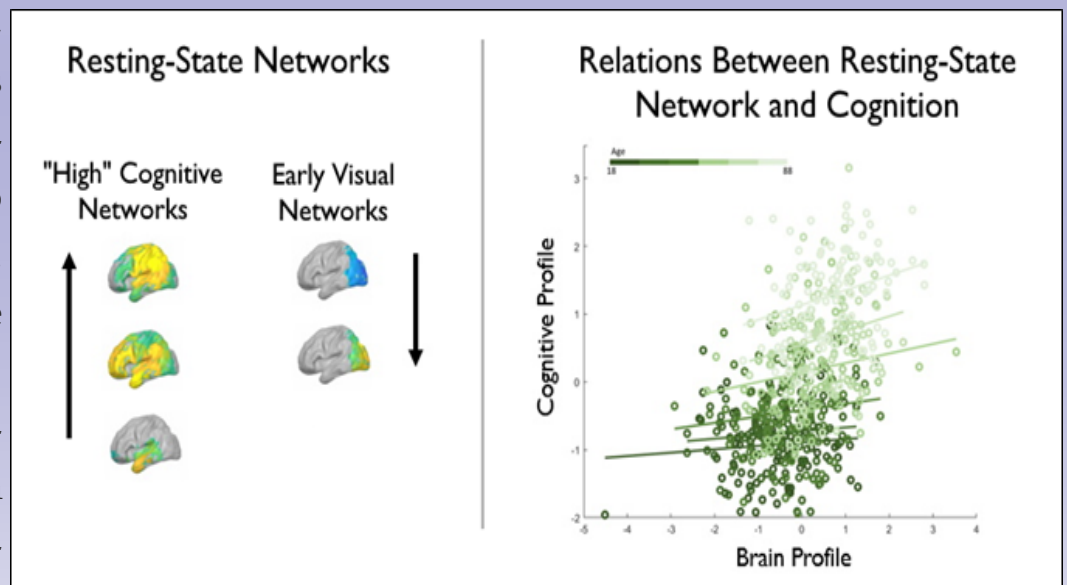 Resting-State Networks
"High" Cognitive
Networks
Early Visual
Networks
Relations Between Resting-State
Network and Cognition
Age
18
88
3
2
1
0
-1
-2
Cognitive Profile
-5
-4
-3
-2
-1
0
1
2
3
4
Brain Profile